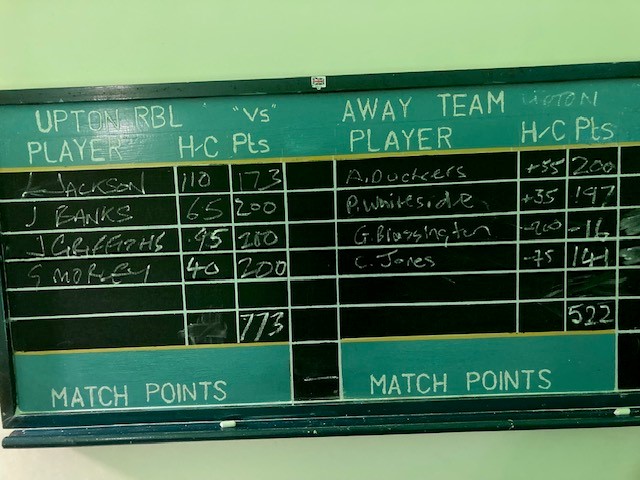 UPTON RBL "Vs" AWAY TEAM UPTON
PLAYER H/C Pts PLAYER H/C Pts
L JACKSON 110 173 A. Duckers +55 200
J BANKS 65 200 P. Whiteside +35 197
J GRIFFITHS 95 200 G. Blassington -200 -16
S MORLEY 40 200 C. Jones -75 141
773 522
MATCH POINTS MATCH POINTS